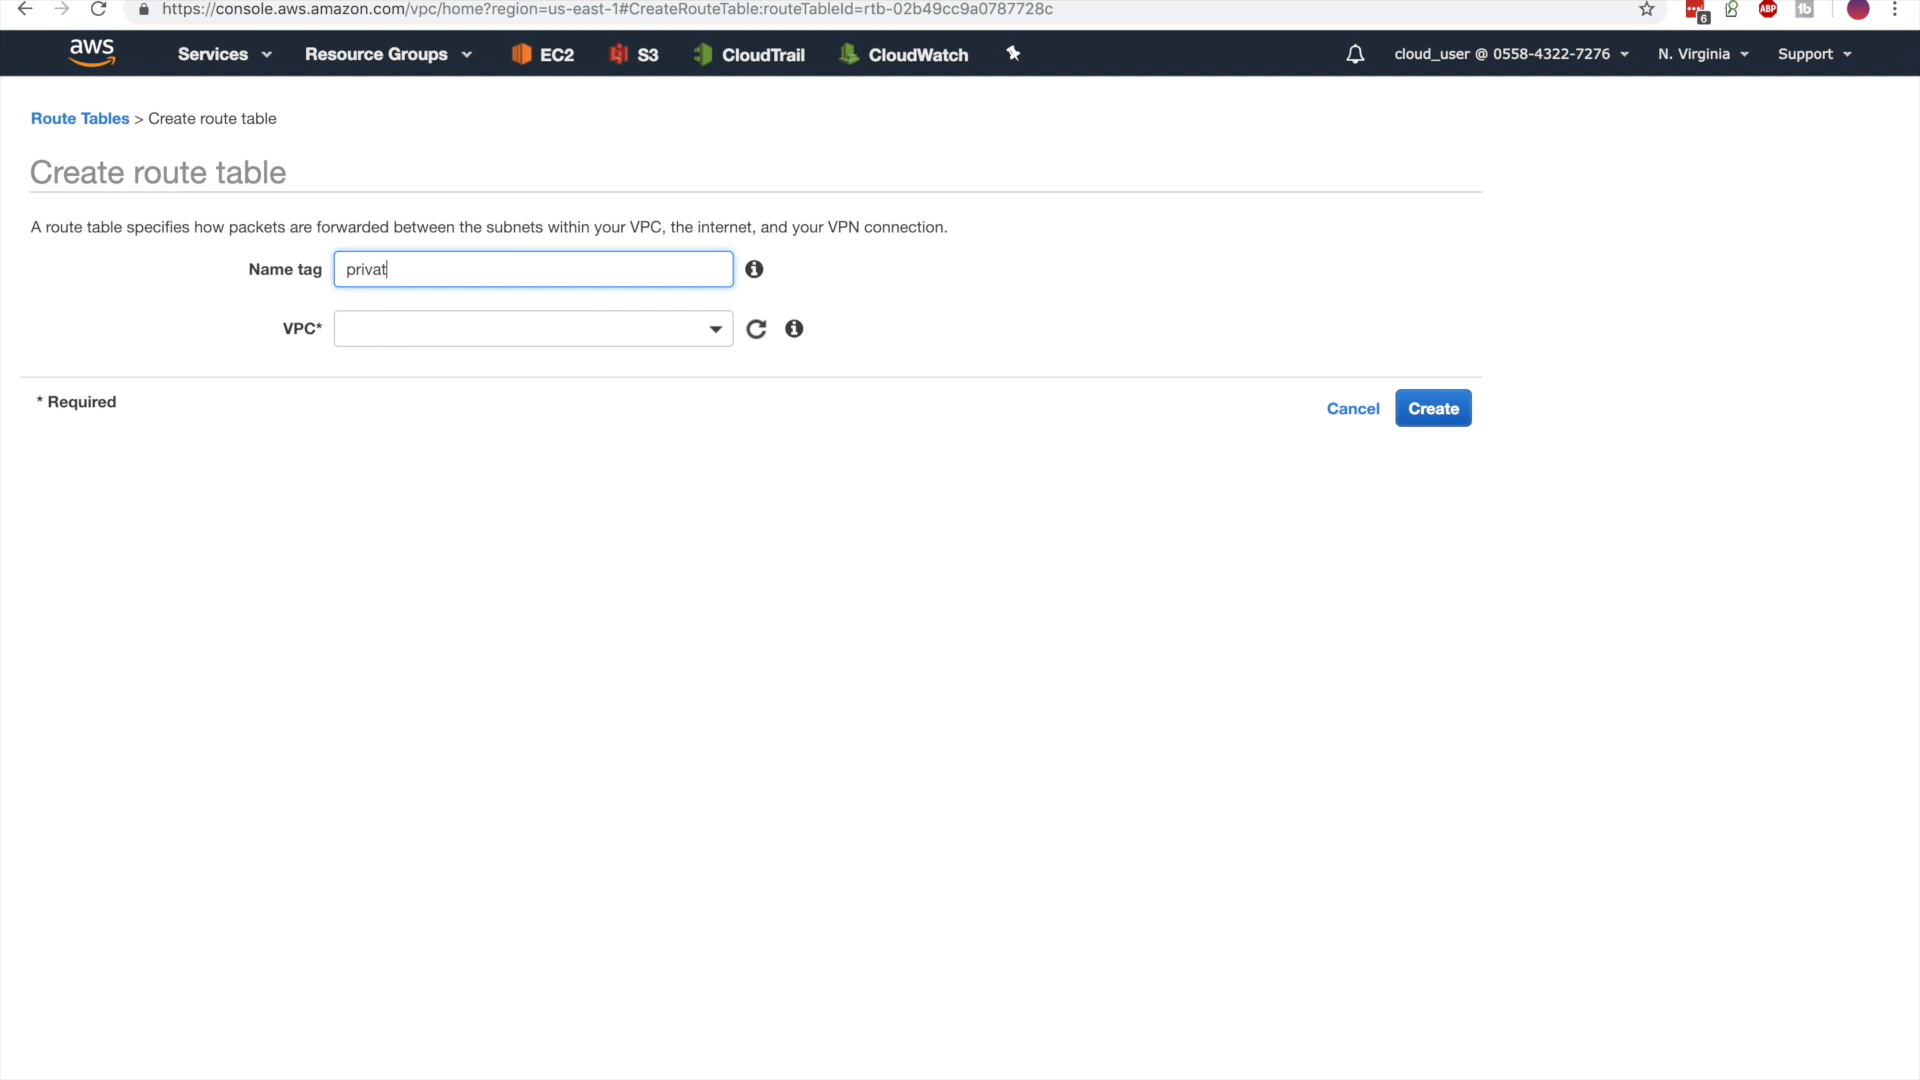 https://console.aws.amazon.com/vpc/home?region=us-east-1#CreateRouteTable:routeTableId=rtb-02b49cc9a0787728c
6
ABP
tb
aws
Services
Resource Groups
EC2
S3
CloudTrail
CloudWatch
cloud_user @ 0558-4322-7276
N. Virginia
Support
Route Tables > Create route table
Create route table
A route table specifies how packets are forwarded between the subnets within your VPC, the internet, and your VPN connection.
Name tag
privat
VPC*
* Required
Cancel
Create